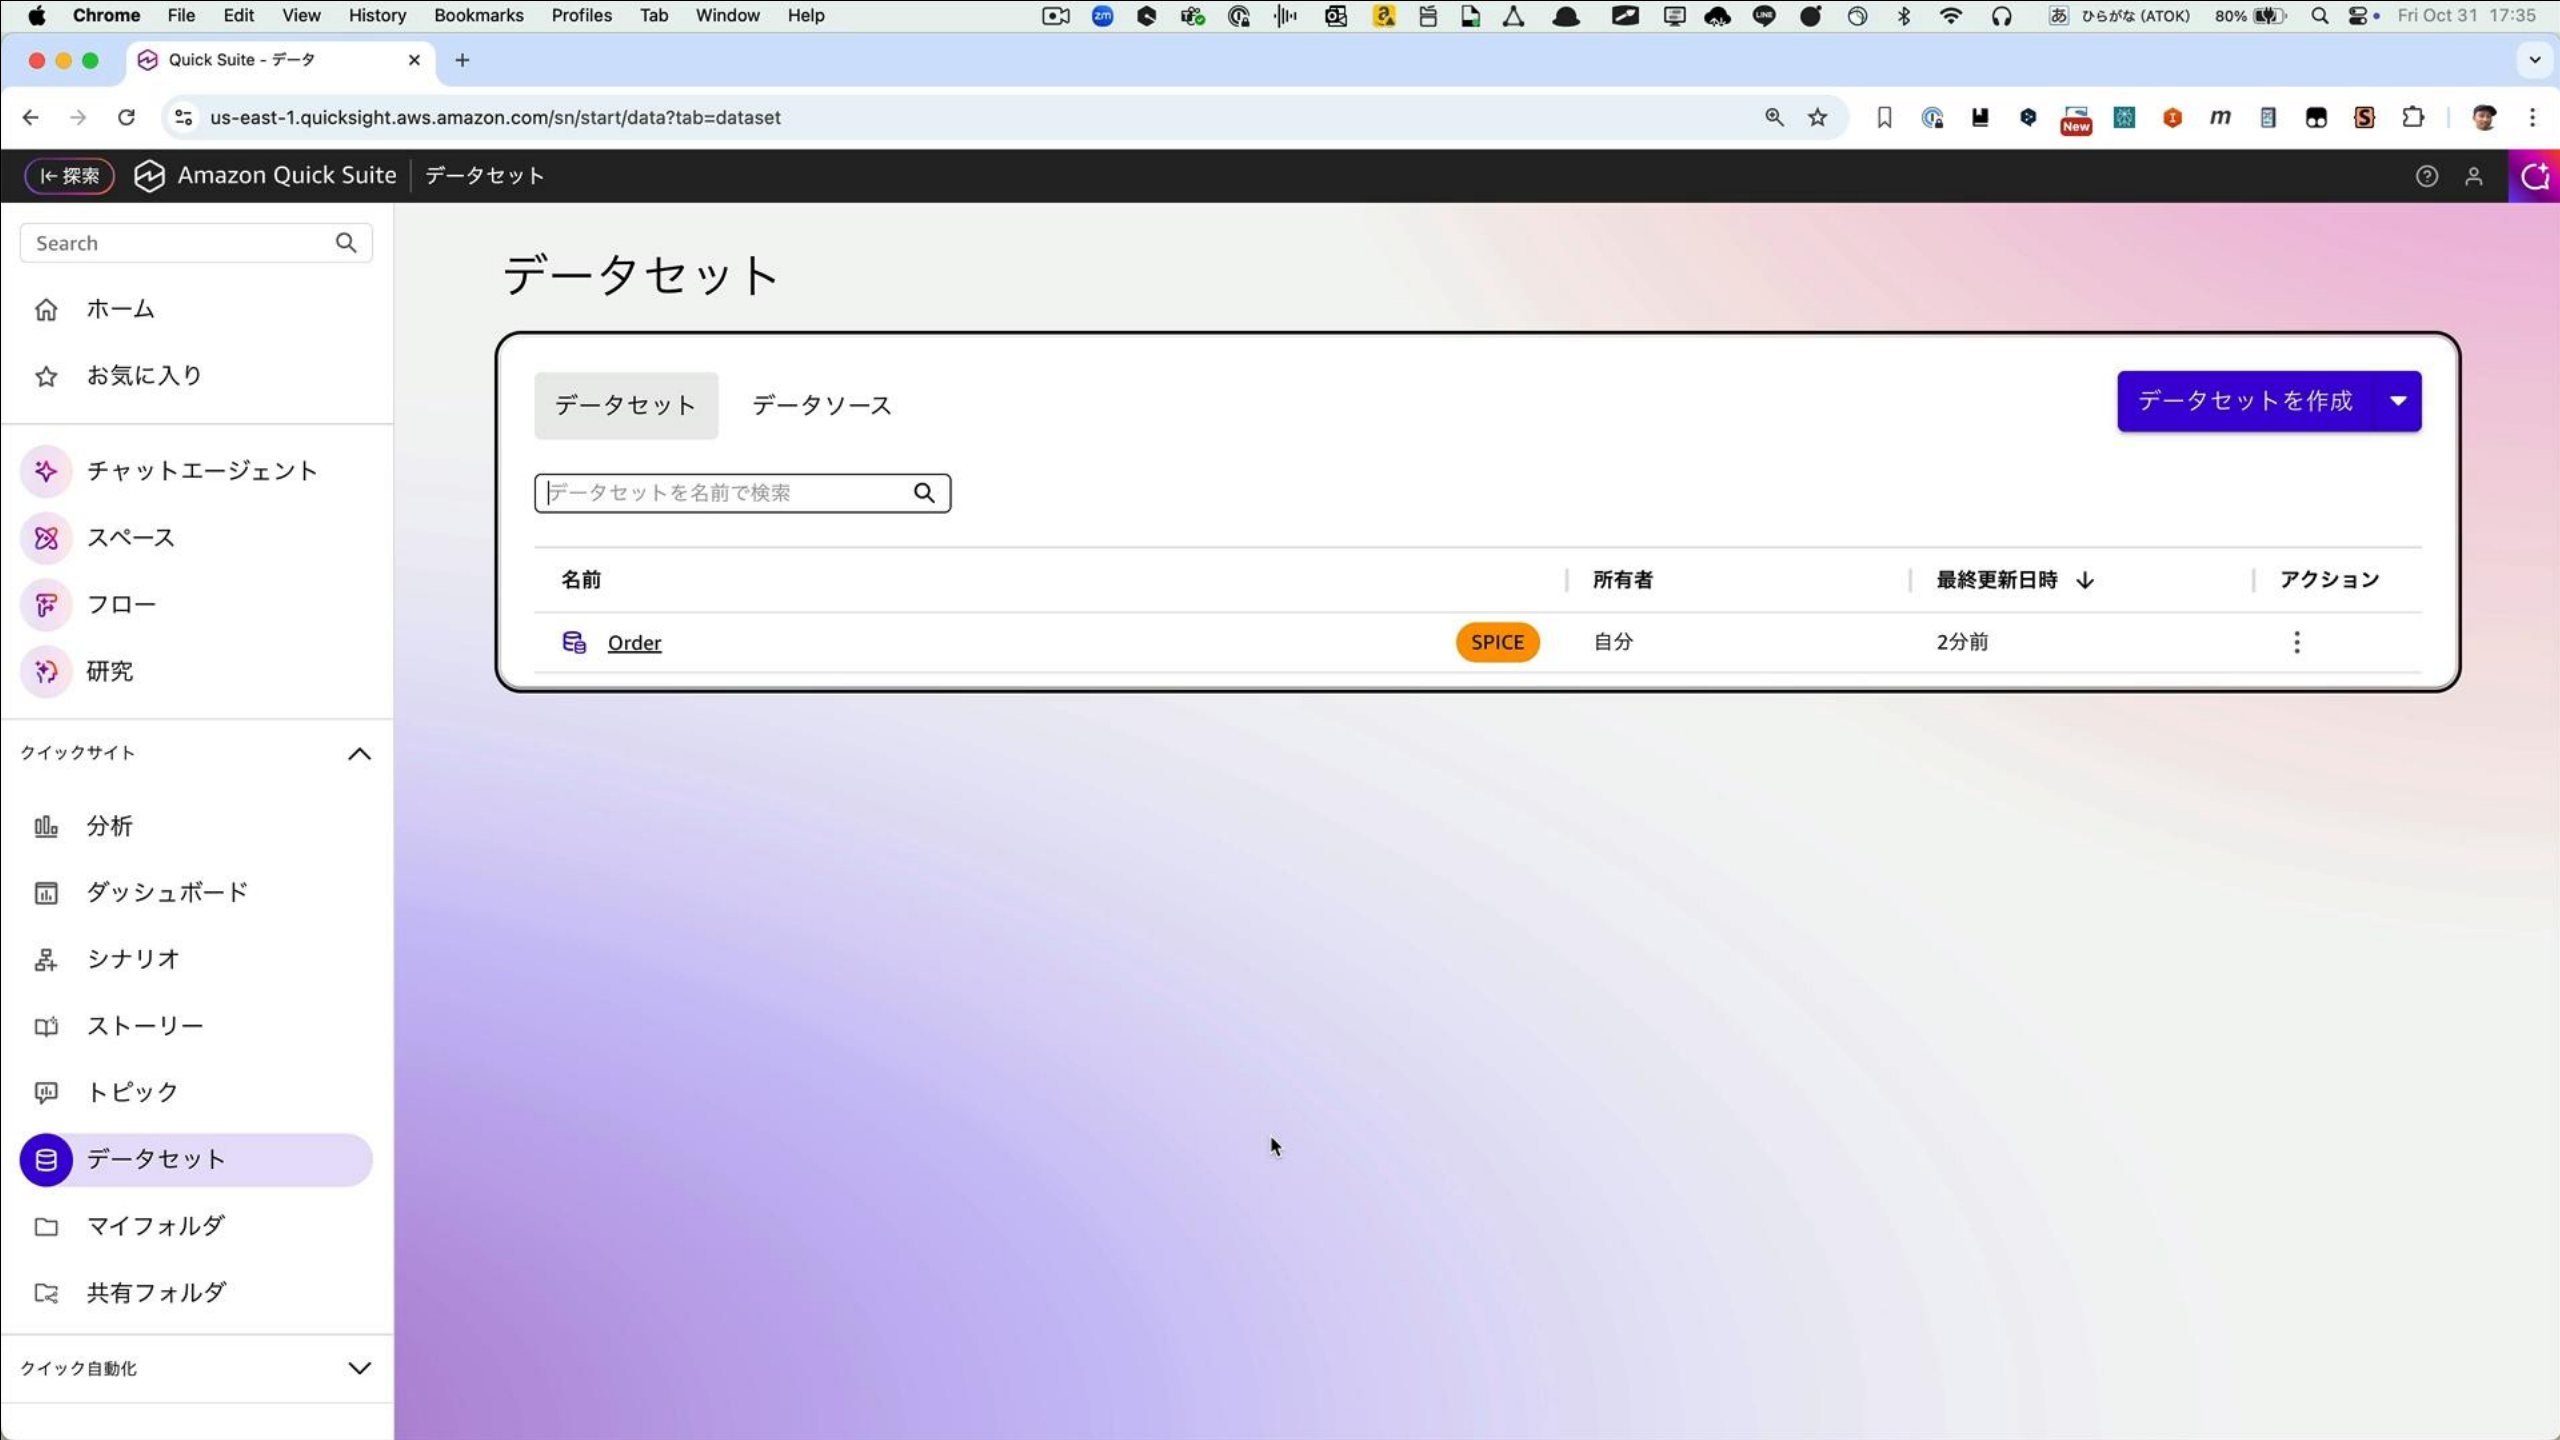 Chrome File Edit View History Bookmarks Profiles Tab Window Help zm LINE あ ひらがな (ATOK) 80% Fri Oct 31 17:35
Quick Suite - データ
us-east-1.quicksight.aws.amazon.com/sn/start/data?tab=dataset New
探索 Amazon Quick Suite データセット
Search
ホーム
お気に入り
チャットエージェント
スペース
フロー
研究
クイックサイト
分析
ダッシュボード
シナリオ
ストーリー
トピック
データセット
マイフォルダ
共有フォルダ
クイック自動化
データセット
データセット データソース データセットを作成
データセットを名前で検索
名前 所有者 最終更新日時 アクション
Order SPICE 自分 2分前